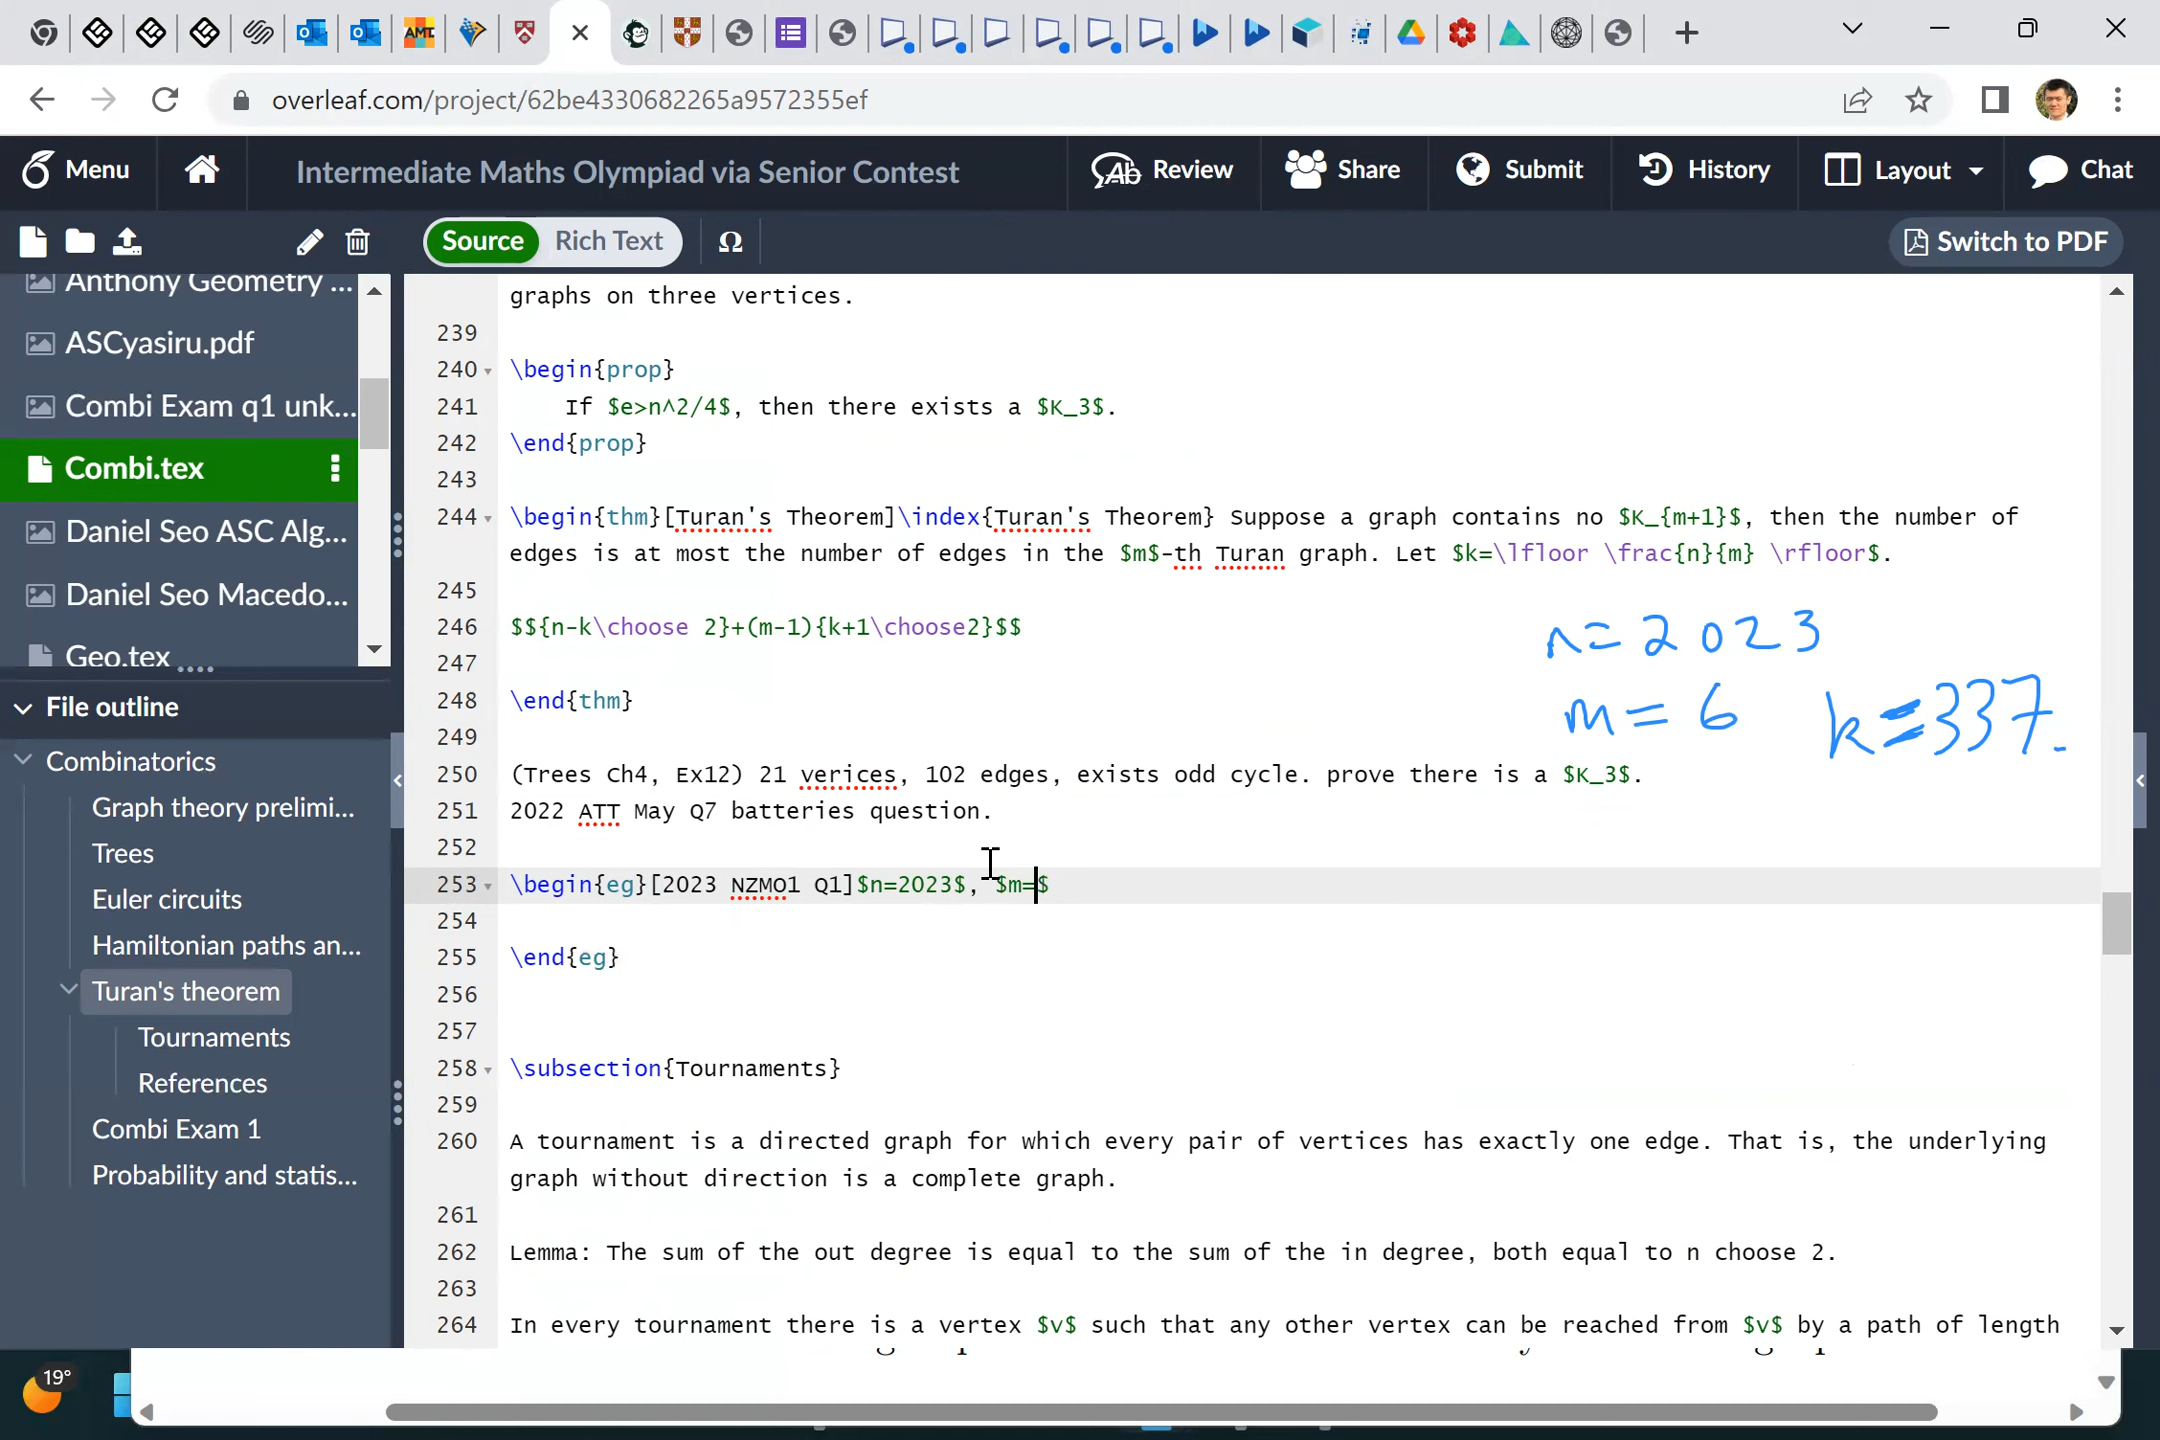 AMT
overleaf.com/project/62be4330682265a9572355ef
Menu
Intermediate Maths Olympiad via Senior Contest
Review
Share
Submit
History
Layout
Chat
Source
Rich Text
Ω
Switch to PDF
Anthony Geometry ...
ASCyasiru.pdf
Combi Exam q1 unk...
Combi.tex
Daniel Seo ASC Alg...
Daniel Seo Macedo...
Geo.tex
File outline
Combinatorics
Graph theory prelimi...
Trees
Euler circuits
Hamiltonian paths an...
Turan's theorem
Tournaments
References
Combi Exam 1
Probability and statis...
graphs on three vertices.
239
240 \begin{prop}
241 If $e>n^2/4$, then there exists a $K_3$.
242 \end{prop}
243
244 \begin{thm}[Turan's Theorem]\index{Turan's Theorem} Suppose a graph contains no $K_{m+1}$, then the number of
edges is at most the number of edges in the $m$-th Turan graph. Let $k=\lfloor \frac{n}{m} \rfloor$.
245
246 $${n-k\choose 2}+(m-1){k+1\choose2}$$
n=2023
247
248 \end{thm}
m=6 k=337.
249
250 (Trees Ch4, Ex12) 21 verices, 102 edges, exists odd cycle. prove there is a $K_3$.
251 2022 ATT May Q7 batteries question.
252
253 \begin{eg}[2023 NZMO1 Q1]$n=2023$, $m=$
254
255 \end{eg}
256
257
258 \subsection{Tournaments}
259
260 A tournament is a directed graph for which every pair of vertices has exactly one edge. That is, the underlying
graph without direction is a complete graph.
261
262 Lemma: The sum of the out degree is equal to the sum of the in degree, both equal to n choose 2.
263
264 In every tournament there is a vertex $v$ such that any other vertex can be reached from $v$ by a path of length
19°